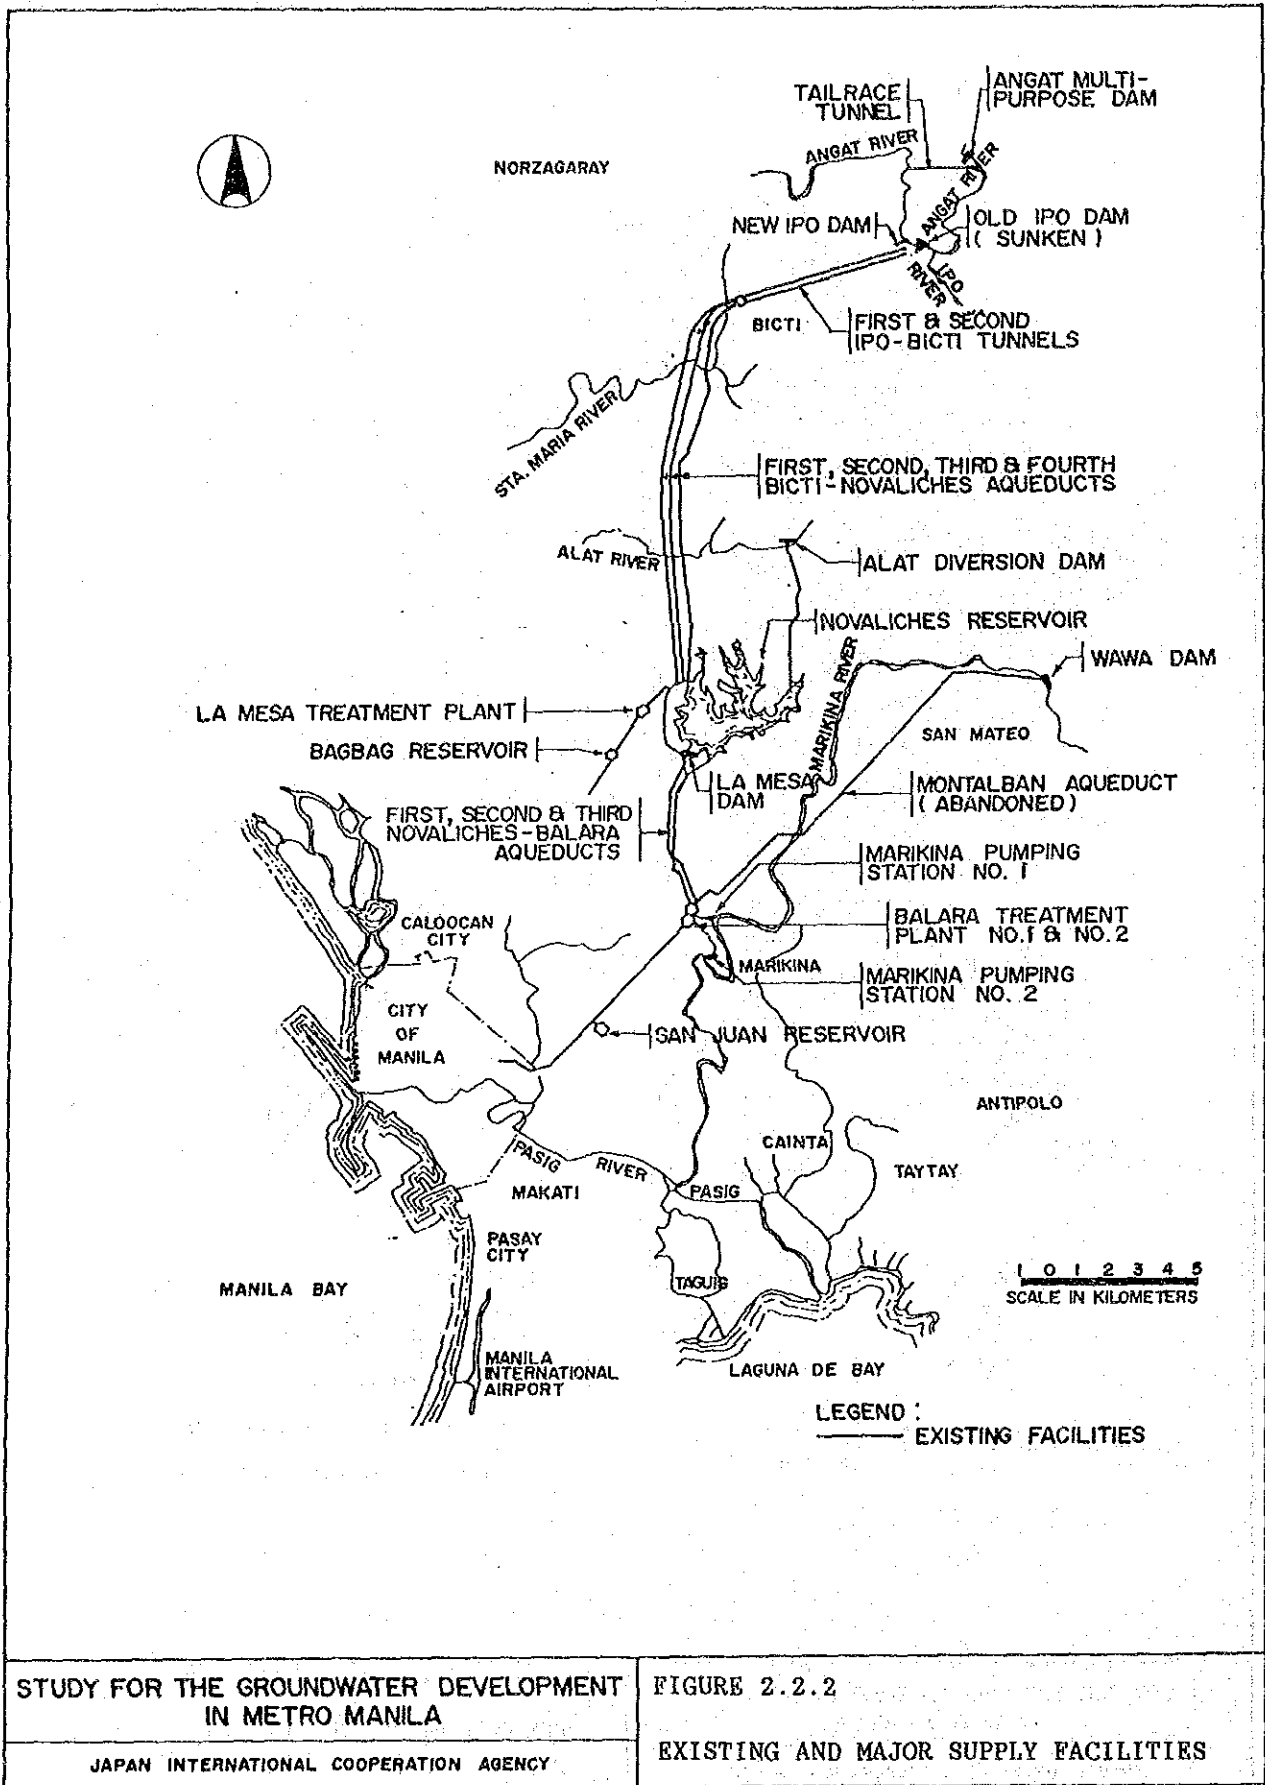 TAILRACE
TUNNEL
ANGAT MULTI-
PURPOSE DAM
ANGAT RIVER
NORZAGARAY
ANGAT RIVER
NEW IPO DAM
OLD IPO DAM
( SUNKEN )
IPO
RIVER
BICTI
FIRST & SECOND
IPO-BICTI TUNNELS
STA. MARIA RIVER
FIRST, SECOND, THIRD & FOURTH
BICTI-NOVALICHES AQUEDUCTS
ALAT RIVER
ALAT DIVERSION DAM
NOVALICHES RESERVOIR
MARIKINA RIVER
WAWA DAM
LA MESA TREATMENT PLANT
SAN MATEO
BAGBAG RESERVOIR
LA MESA
DAM
MONTALBAN AQUEDUCT
( ABANDONED )
FIRST, SECOND & THIRD
NOVALICHES-BALARA
AQUEDUCTS
MARIKINA PUMPING
STATION NO. 1
CALOOCAN
CITY
BALARA TREATMENT
PLANT NO.1 & NO.2
MARIKINA
MARIKINA PUMPING
STATION NO. 2
CITY
OF
MANILA
SAN JUAN RESERVOIR
ANTIPOLO
CAINTA
PASIG RIVER
TAYTAY
MAKATI
PASIG
PASAY
CITY
TAGUIG
MANILA BAY
1 0 1 2 3 4 5
SCALE IN KILOMETERS
MANILA
INTERNATIONAL
AIRPORT
LAGUNA DE BAY
LEGEND :
EXISTING FACILITIES
STUDY FOR THE GROUNDWATER DEVELOPMENT
IN METRO MANILA
JAPAN INTERNATIONAL COOPERATION AGENCY
FIGURE 2.2.2
EXISTING AND MAJOR SUPPLY FACILITIES